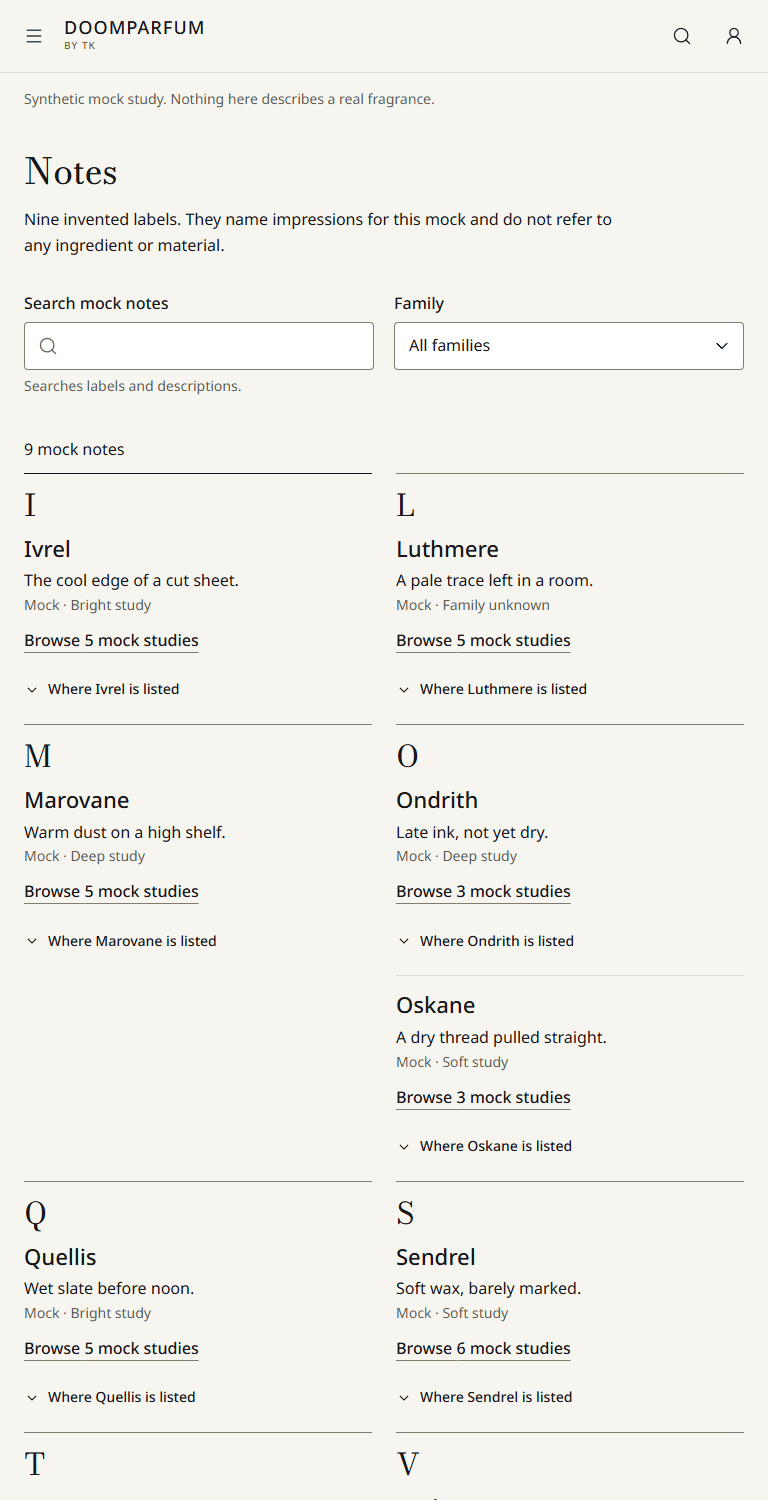 DOOMPARFUM
BY TK
Synthetic mock study. Nothing here describes a real fragrance.
Notes
Nine invented labels. They name impressions for this mock and do not refer to
any ingredient or material.
Search mock notes
Family
All families
Searches labels and descriptions.
9 mock notes
I
Ivrel
The cool edge of a cut sheet.
Mock · Bright study
Browse 5 mock studies
Where Ivrel is listed
L
Luthmere
A pale trace left in a room.
Mock · Family unknown
Browse 5 mock studies
Where Luthmere is listed
M
Marovane
Warm dust on a high shelf.
Mock · Deep study
Browse 5 mock studies
Where Marovane is listed
O
Ondrith
Late ink, not yet dry.
Mock · Deep study
Browse 3 mock studies
Where Ondrith is listed
Oskane
A dry thread pulled straight.
Mock · Soft study
Browse 3 mock studies
Where Oskane is listed
Q
Quellis
Wet slate before noon.
Mock · Bright study
Browse 5 mock studies
Where Quellis is listed
S
Sendrel
Soft wax, barely marked.
Mock · Soft study
Browse 6 mock studies
Where Sendrel is listed
T
V